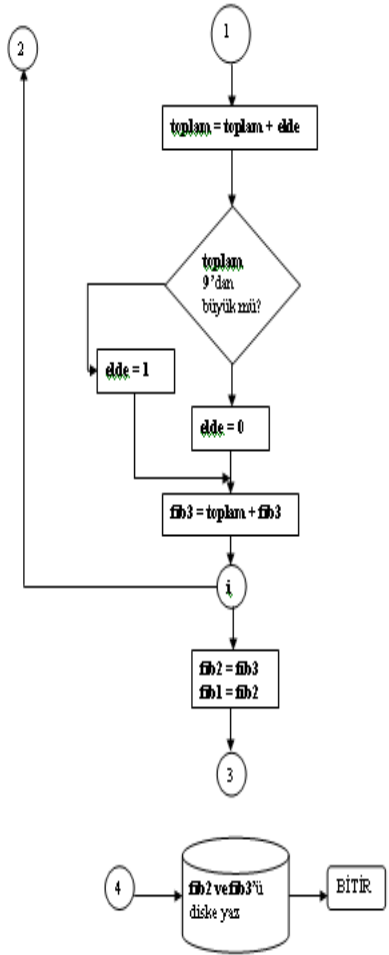 2
1
toplam = toplam + elde
toplam
9'dan
büyük mü?
elde = 1
elde = 0
fib3 = toplam + fib3
i
fib2 = fib3
fib1 = fib2
3
4
fib2 ve fib3'ü
diske yaz
BİTİR